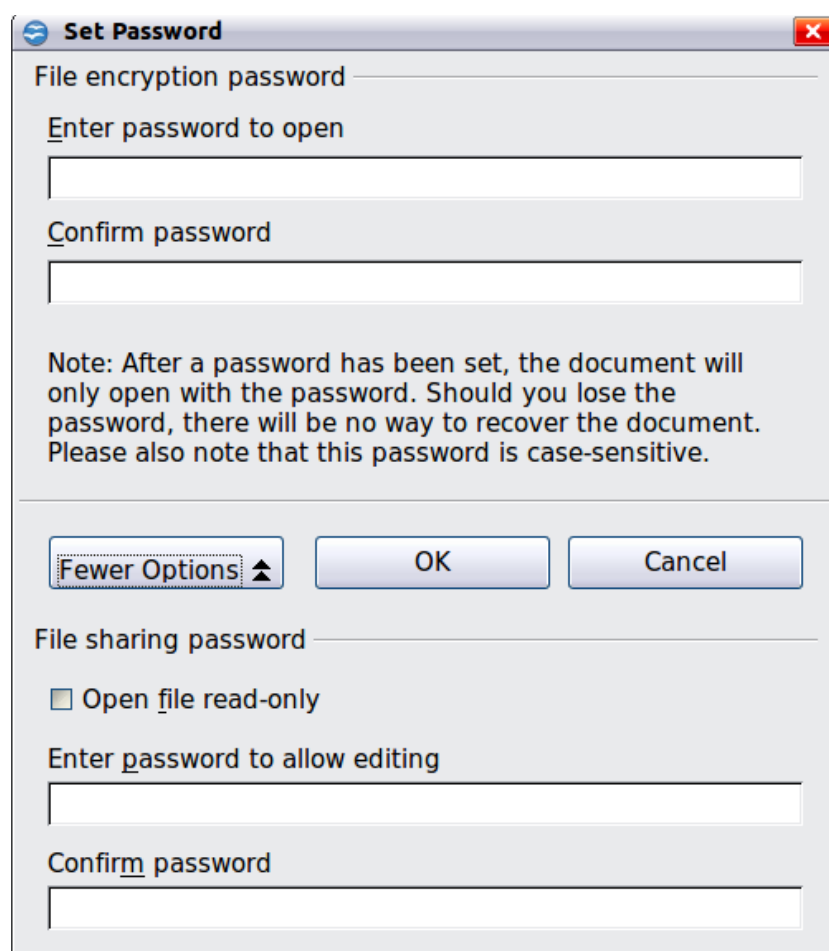 Set Password
File encryption password
Enter password to open
Confirm password
Note: After a password has been set, the document will
only open with the password. Should you lose the
password, there will be no way to recover the document.
Please also note that this password is case-sensitive.
Fewer Options OK Cancel
File sharing password
Open file read-only
Enter password to allow editing
Confirm password